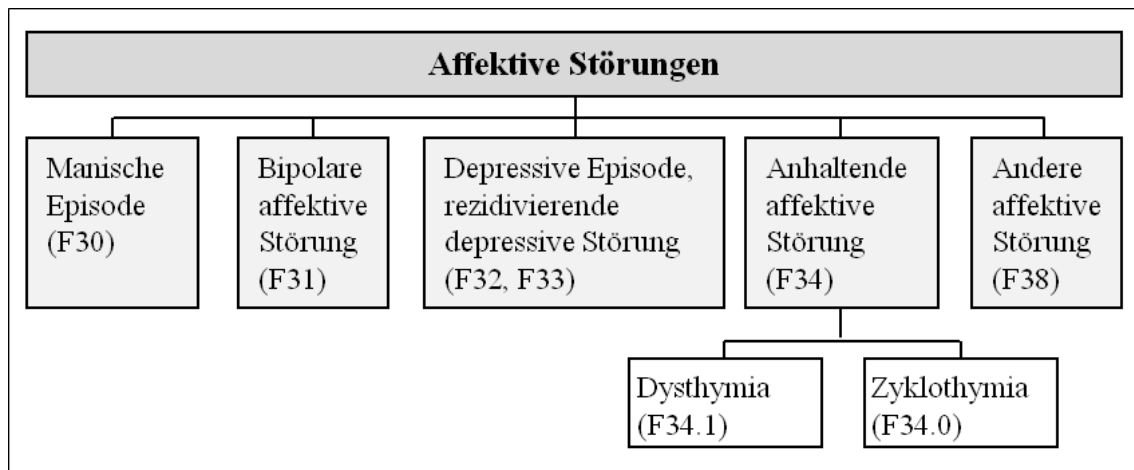 Affektive Störungen
Manische
Episode
(F30)
Bipolare
affektive
Störung
(F31)
Depressive Episode,
rezidivierende
depressive Störung
(F32, F33)
Anhaltende
affektive
Störung
(F34)
Andere
affektive
Störung
(F38)
Dysthymia
(F34.1)
Zyklothymia
(F34.0)